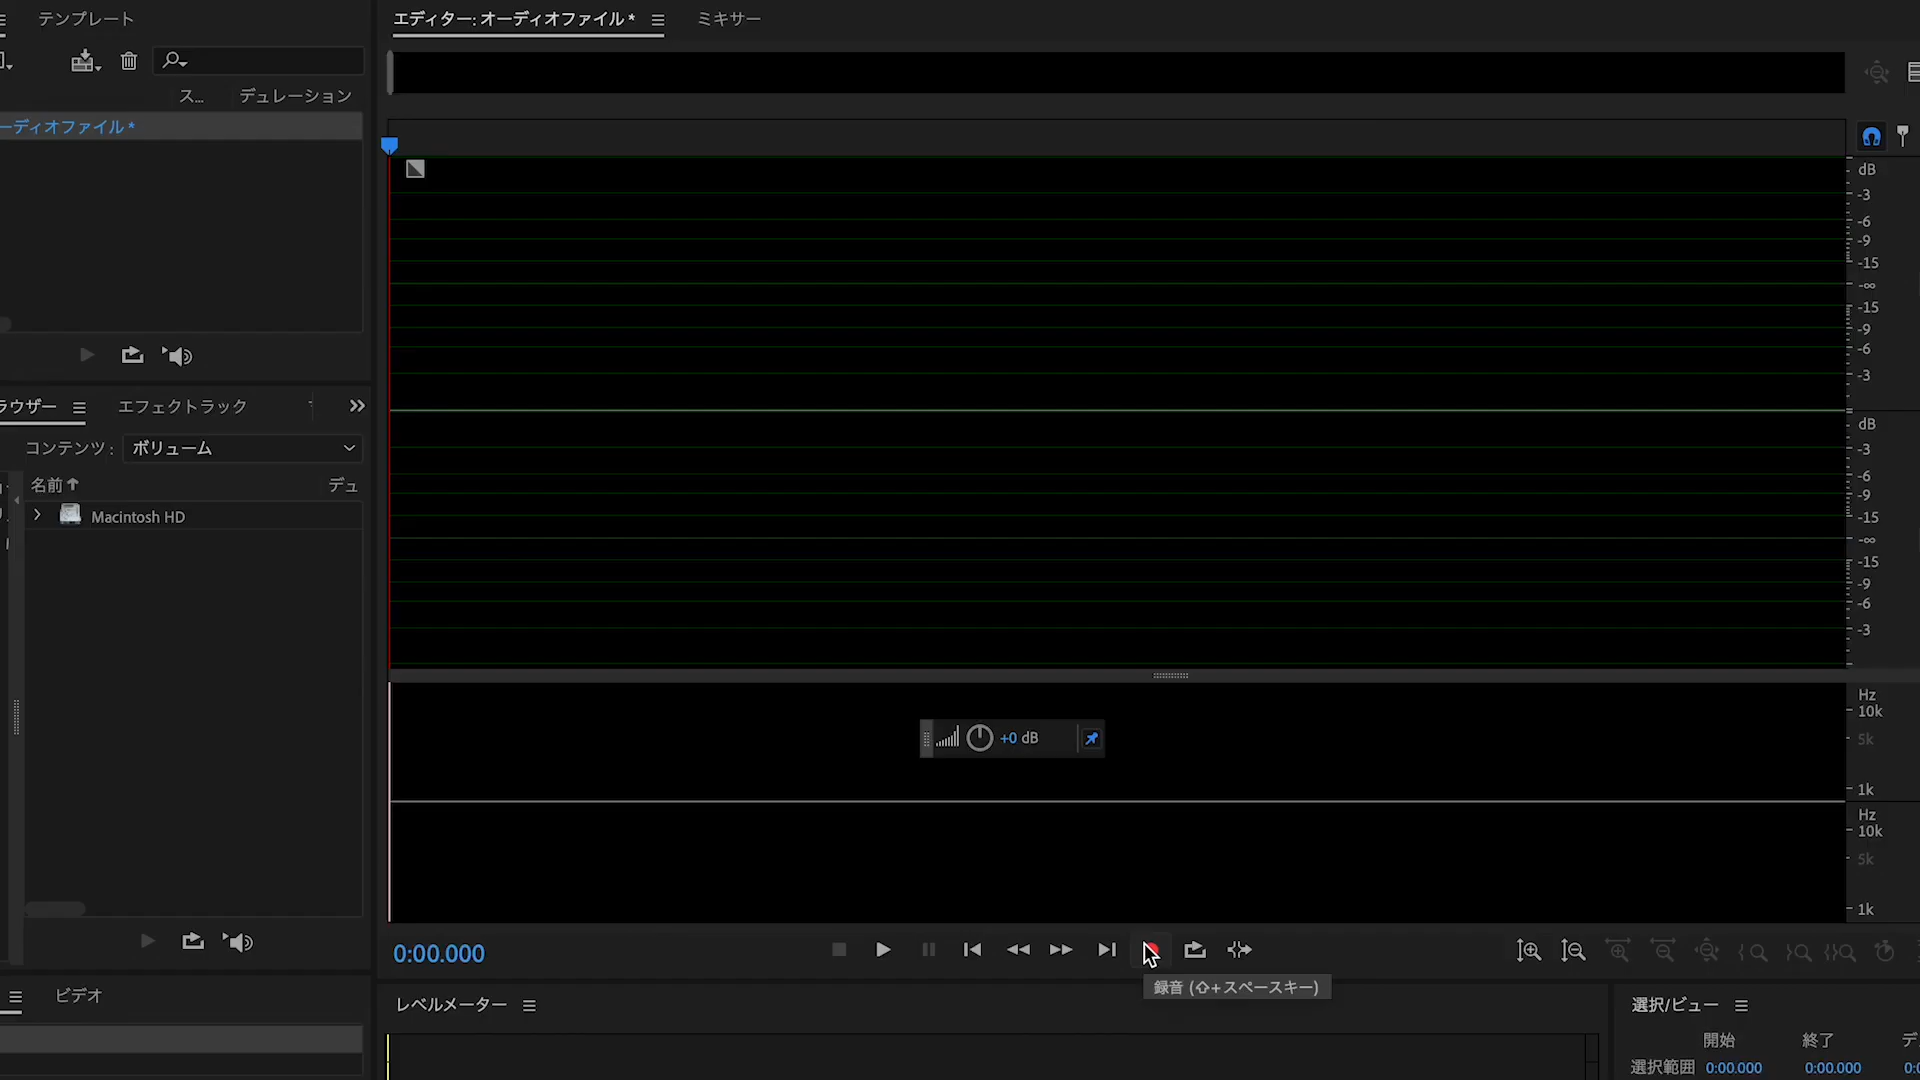 テンプレート
エディター: オーディオファイル *
ミキサー
ス...
デュレーション
ーディオファイル *
dB
-3
-6
-9
-15
-∞
-15
-9
-6
-3
dB
-3
-6
-9
-15
-∞
-15
-9
-6
-3
ラウザー
エフェクトラック
コンテンツ:
ボリューム
名前
デュ
Macintosh HD
Hz
10k
5k
1k
Hz
10k
5k
1k
+0 dB
0:00.000
録音 (⇧+スペースキー)
ビデオ
レベルメーター
選択/ビュー
開始
終了
デ
選択範囲
0:00.000
0:00.000
0:0